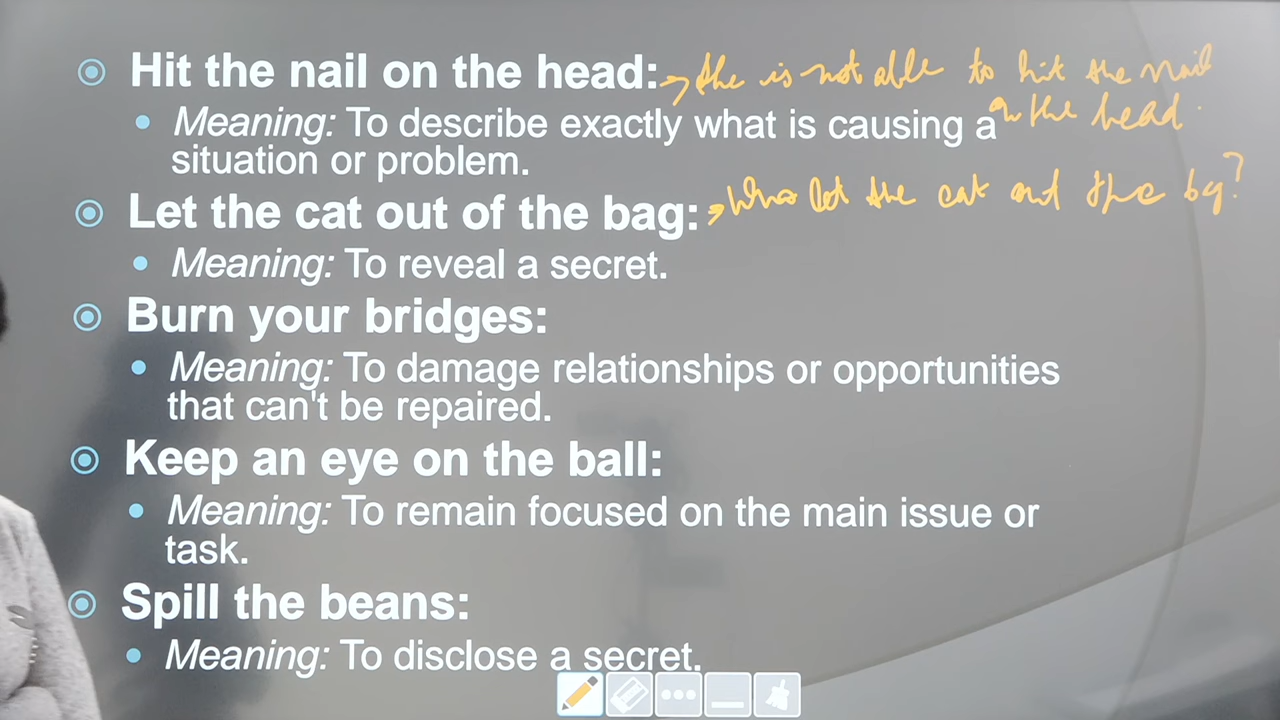 Hit the nail on the head: → She is not able to hit the nail
on the head.
Meaning: To describe exactly what is causing a
situation or problem.
Let the cat out of the bag: → Who let the cat out the bag?
Meaning: To reveal a secret.
Burn your bridges:
Meaning: To damage relationships or opportunities
that can't be repaired.
Keep an eye on the ball:
Meaning: To remain focused on the main issue or
task.
Spill the beans:
Meaning: To disclose a secret.